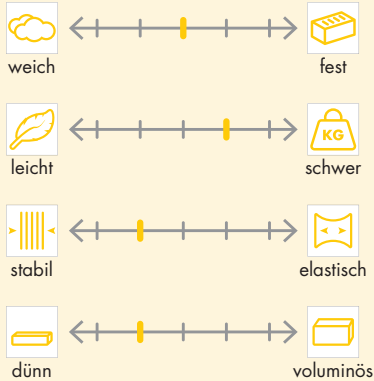 weich fest
KG
leicht schwer
stabil elastisch
dünn voluminös